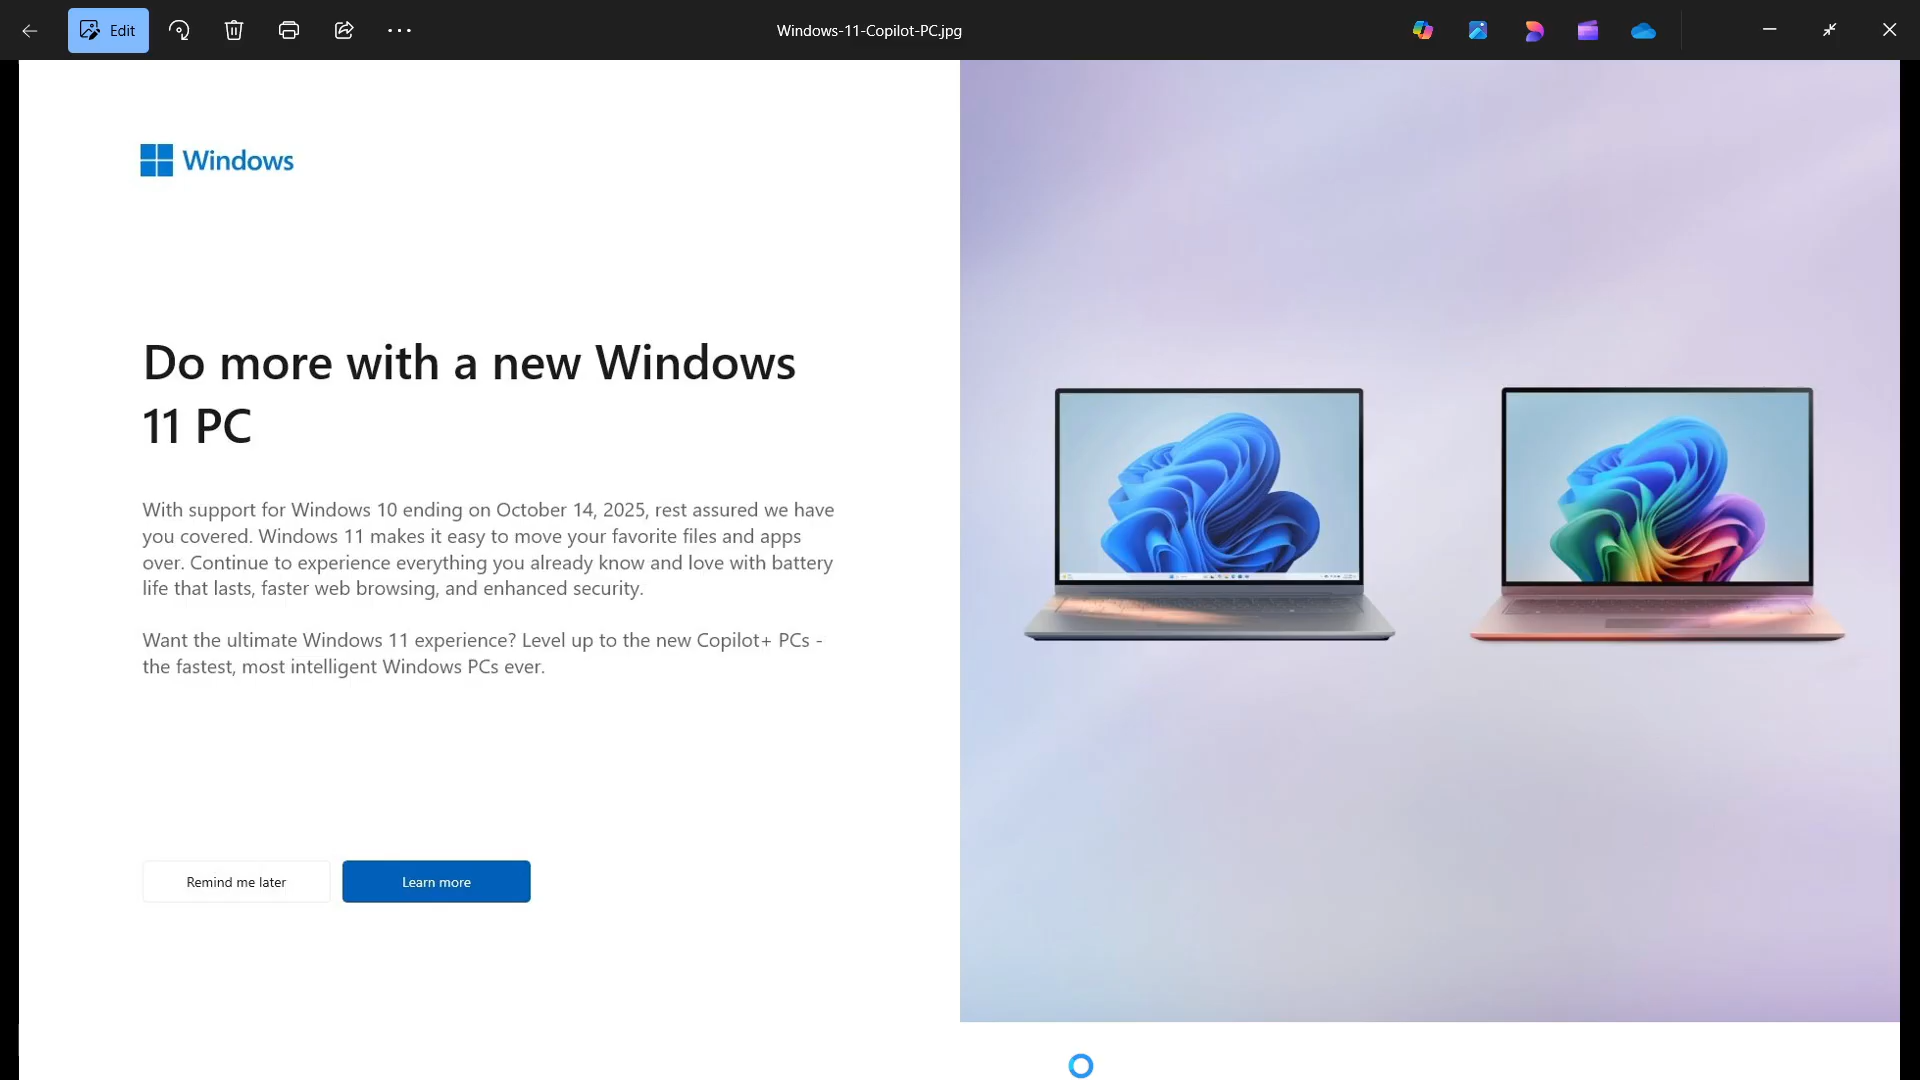 Edit
Windows-11-Copilot-PC.jpg
Windows
Do more with a new Windows
11 PC
With support for Windows 10 ending on October 14, 2025, rest assured we have
you covered. Windows 11 makes it easy to move your favorite files and apps
over. Continue to experience everything you already know and love with battery
life that lasts, faster web browsing, and enhanced security.
Want the ultimate Windows 11 experience? Level up to the new Copilot+ PCs -
the fastest, most intelligent Windows PCs ever.
Remind me later
Learn more